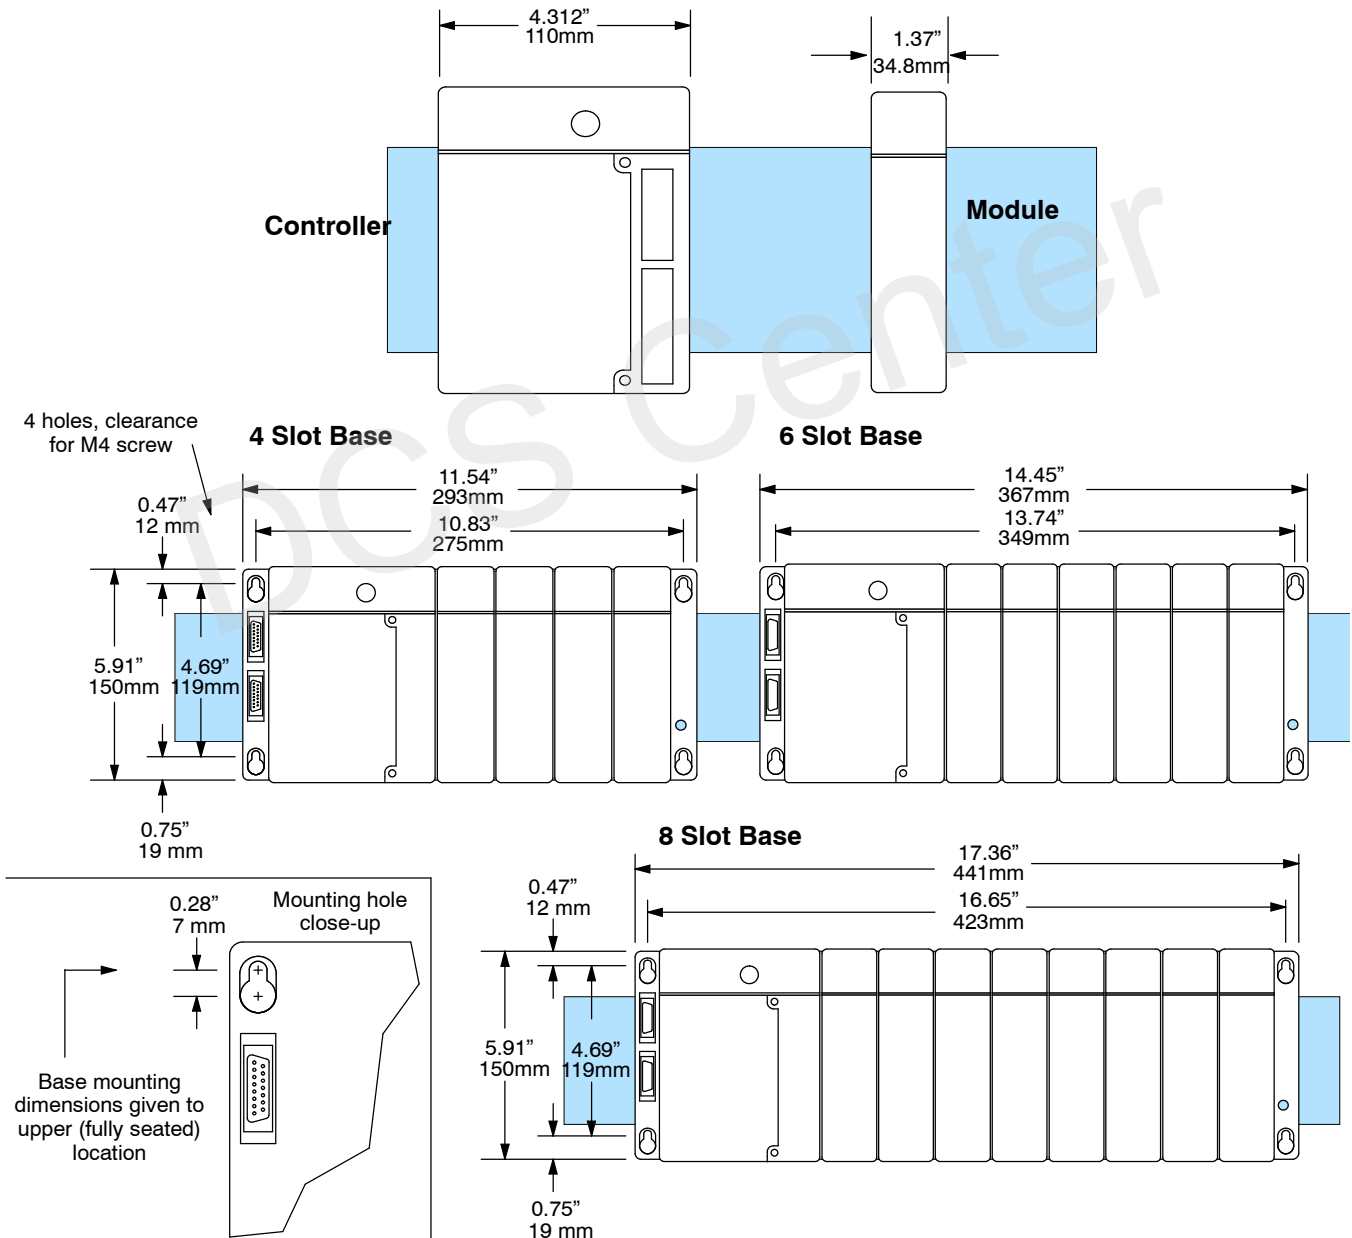 4.312”
110mm
1.37”
34.8mm
Controller
Module
DCS Center
4 holes, clearance
for M4 screw
4 Slot Base
6 Slot Base
11.54”
293mm
10.83”
275mm
14.45”
367mm
13.74”
349mm
0.47”
12 mm
5.91”
150mm
4.69”
119mm
0.75”
19 mm
8 Slot Base
17.36”
441mm
16.65”
423mm
0.47”
12 mm
5.91”
150mm
4.69”
119mm
0.75”
19 mm
0.28”
7 mm
Mounting hole
close-up
Base mounting
dimensions given to
upper (fully seated)
location